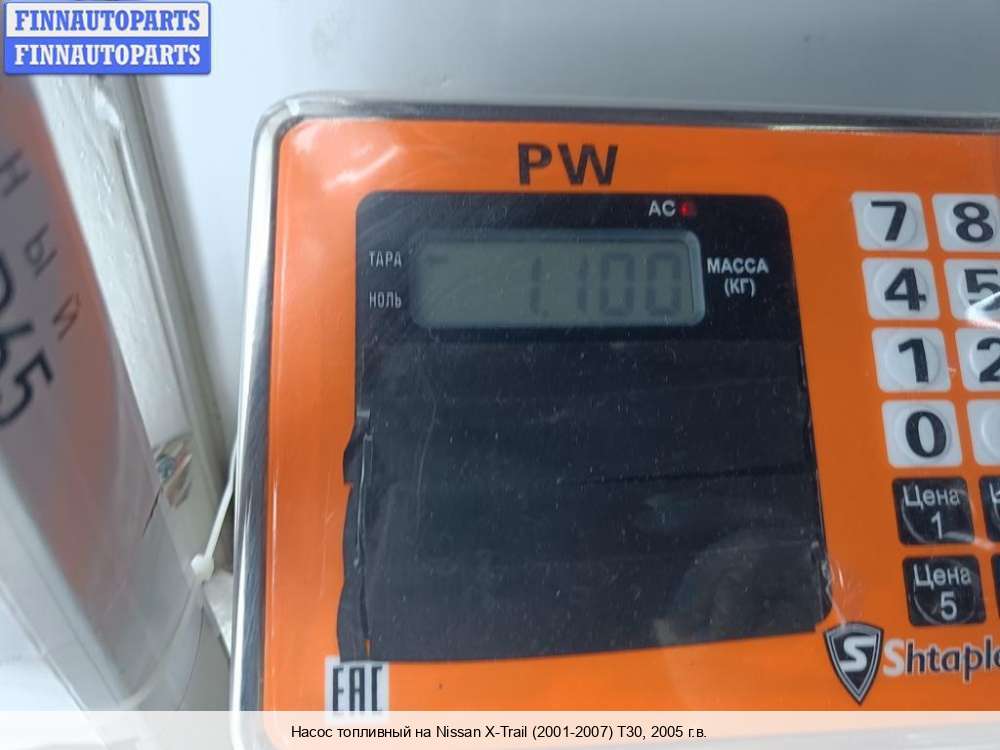 FINNAUTOPARTS
FINNAUTOPARTS
PW
AC
ТАРА
НОЛЬ
1.100
МАССА
(КГ)
7 8
4 5
1 2
0
Цена
1
Цена
5
S
EAC
НЫЙ
Насос топливный на Nissan X-Trail (2001-2007) T30, 2005 г.в.